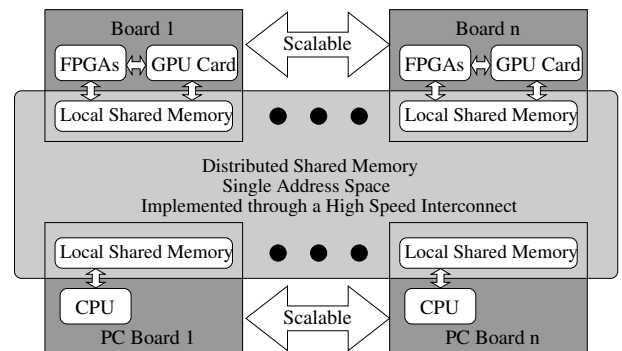 Board 1
Scalable
Board n
FPGAs
GPU Card
FPGAs
GPU Card
Local Shared Memory
Local Shared Memory
Distributed Shared Memory
Single Address Space
Implemented through a High Speed Interconnect
Local Shared Memory
Local Shared Memory
CPU
Scalable
CPU
PC Board 1
PC Board n